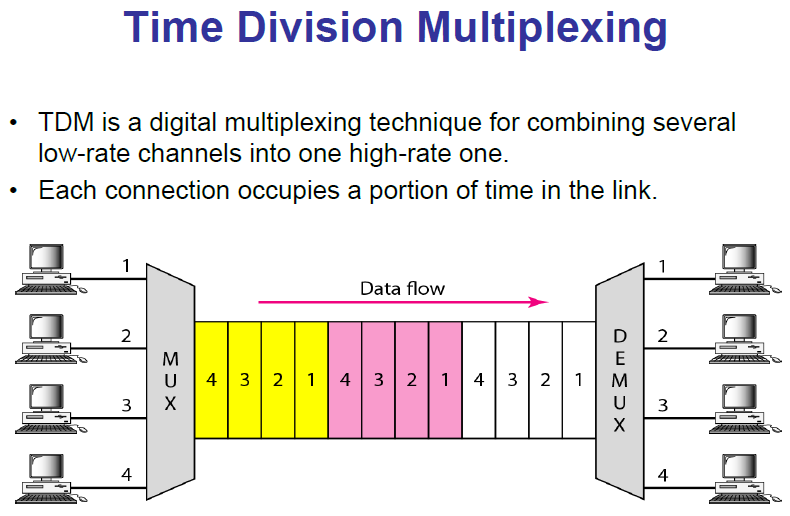 Time Division Multiplexing
• TDM is a digital multiplexing technique for combining several
low-rate channels into one high-rate one.
• Each connection occupies a portion of time in the link.
Data flow
1
2
3
4
M
U
X
4 3 2 1 4 3 2 1 4 3 2 1
D
E
M
U
X
1
2
3
4